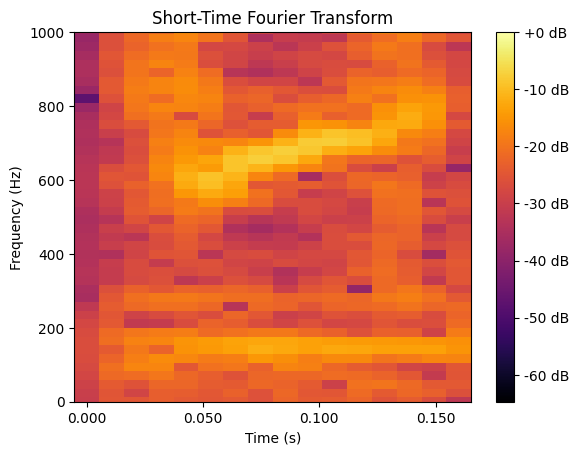 Short-Time Fourier Transform
Frequency (Hz)
1000
800
600
400
200
0
0.000
0.050
0.100
0.150
Time (s)
+0 dB
-10 dB
-20 dB
-30 dB
-40 dB
-50 dB
-60 dB